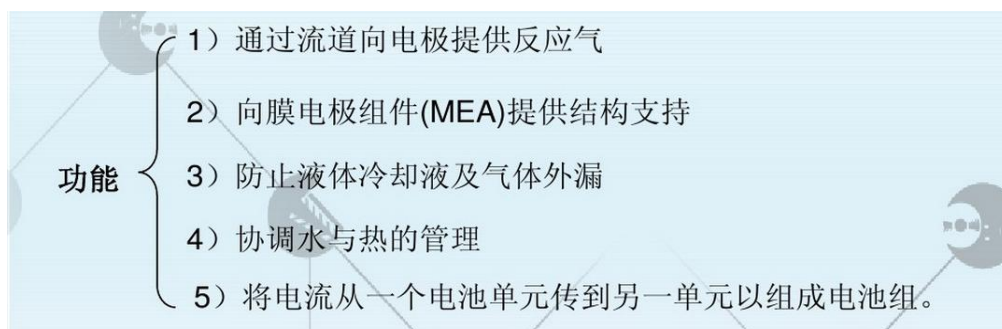 1）通过流道向电极提供反应气
2）向膜电极组件(MEA)提供结构支持
功能
3）防止液体冷却液及气体外漏
4）协调水与热的管理
5）将电流从一个电池单元传到另一单元以组成电池组。